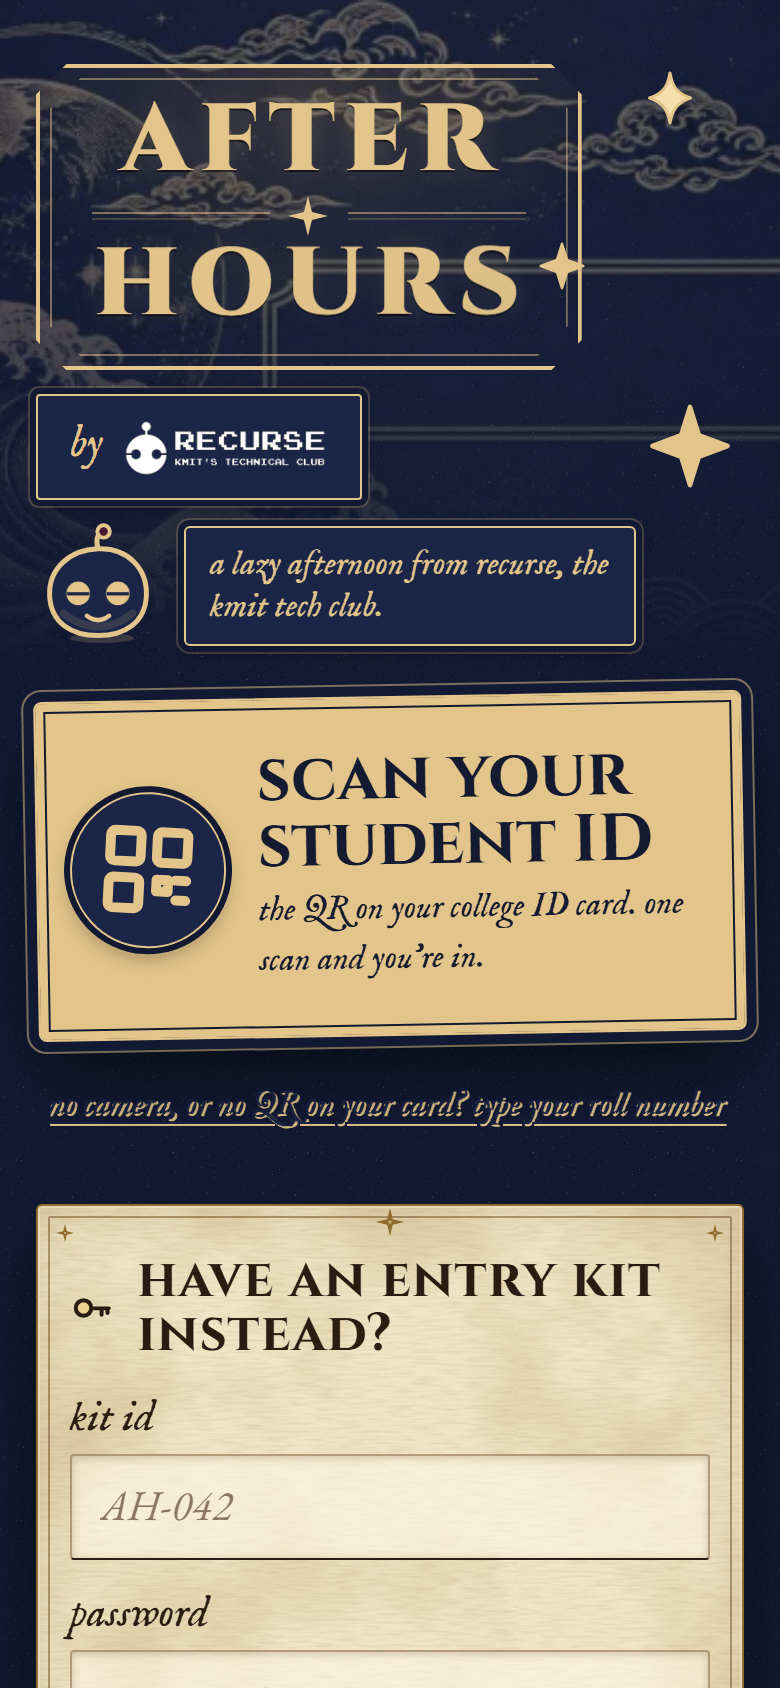 AFTER
HOURS
by RECURSE
KMIT'S TECHNICAL CLUB
a lazy afternoon from recurse, the
kmit tech club.
SCAN YOUR
STUDENT ID
the QR on your college ID card. one
scan and you're in.
no camera, or no QR on your card? type your roll number
HAVE AN ENTRY KIT
INSTEAD?
kit id
AH-042
password